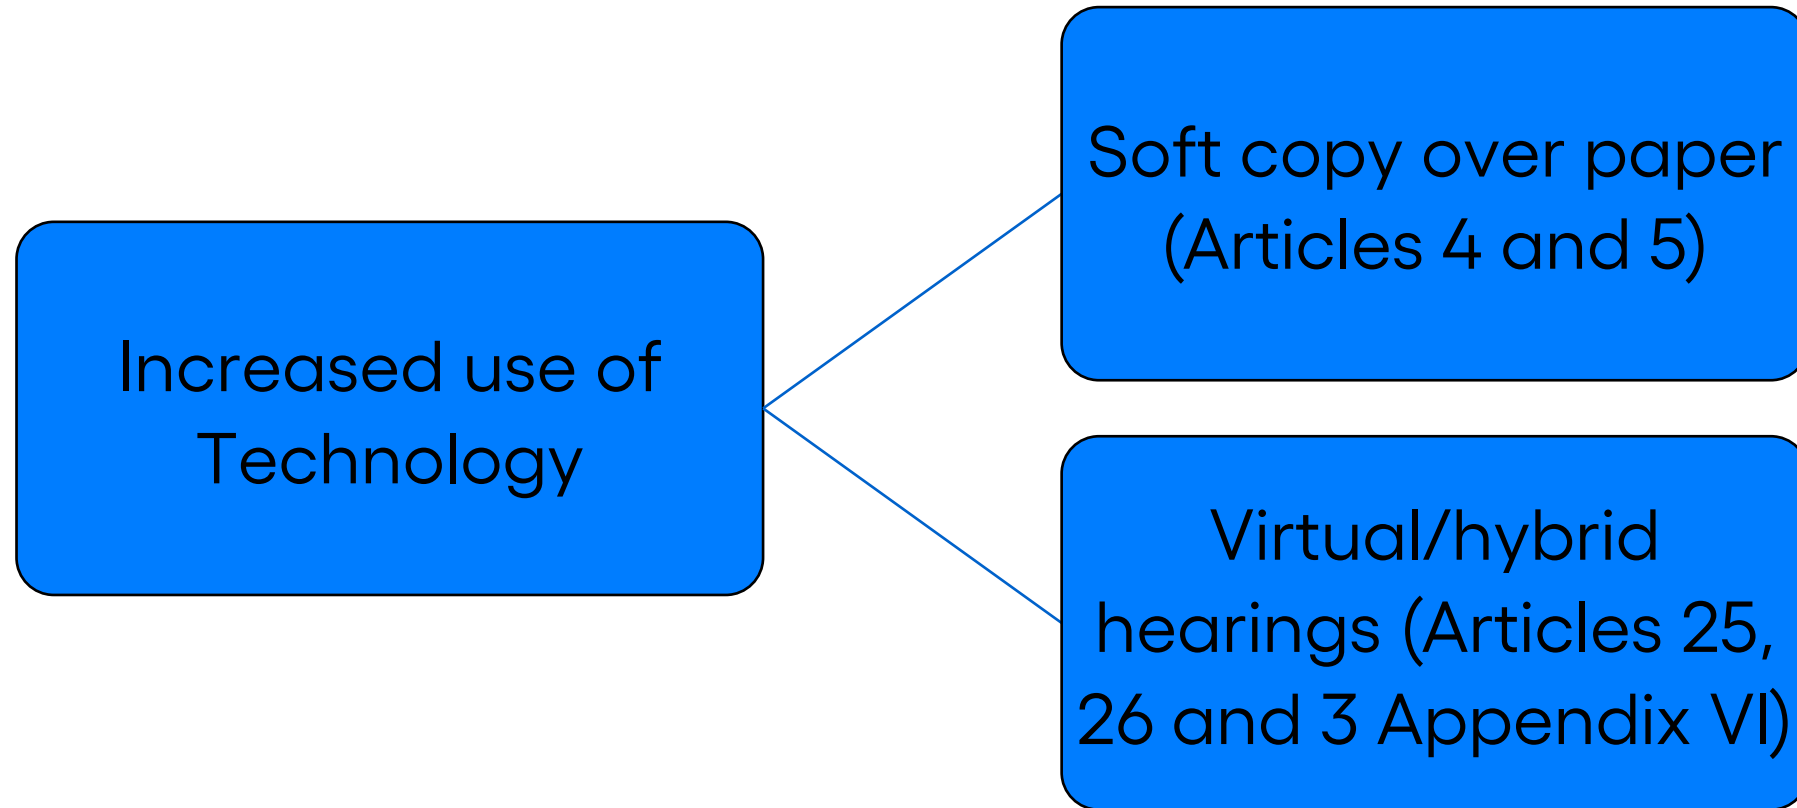 Increased use of
Technology
Soft copy over paper
(Articles 4 and 5)
Virtual/hybrid
hearings (Articles 25,
26 and 3 Appendix VI)